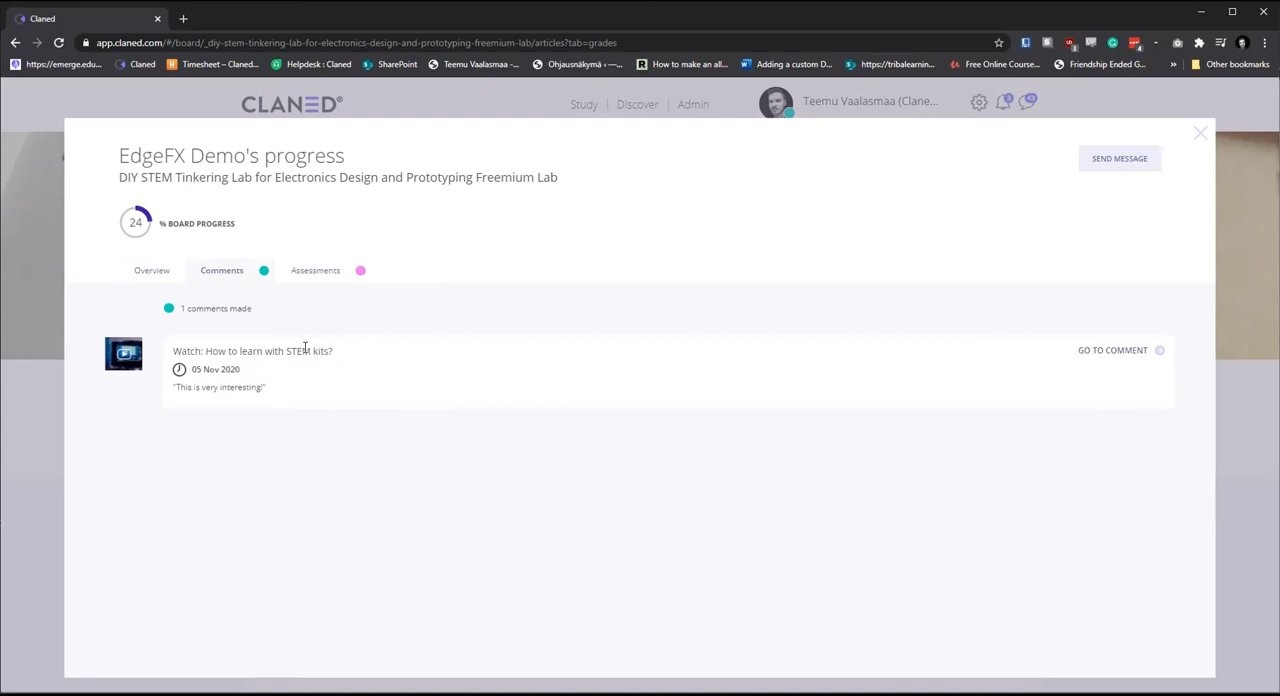 Claned
app.claned.com/#/board/_diy-stem-tinkering-lab-for-electronics-design-and-prototyping-freemium-lab/articles?tab=grades
https://emerge.edu... Claned Timesheet – Claned... Helpdesk : Claned SharePoint Teemu Vaalasmaa -... Ohjausnäkymä ‹ —... How to make an all... Adding a custom D... https://tribalearnin... Free Online Course... Friendship Ended G... » Other bookmarks
CLANED® Study Discover Admin Teemu Vaalasmaa (Clane...
EdgeFX Demo's progress
SEND MESSAGE
DIY STEM Tinkering Lab for Electronics Design and Prototyping Freemium Lab
24 % BOARD PROGRESS
Overview Comments Assessments
1 comments made
Watch: How to learn with STEM kits? GO TO COMMENT
05 Nov 2020
"This is very interesting!"